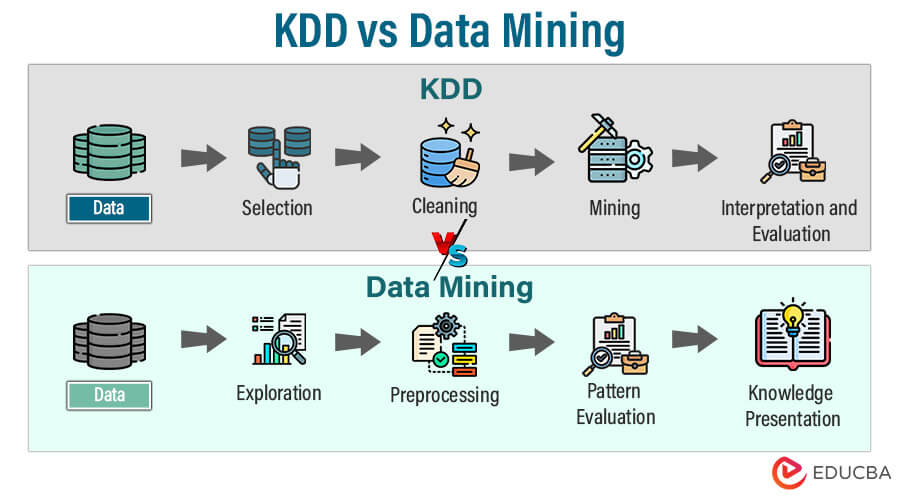 KDD vs Data Mining
KDD
Data
Selection
Cleaning
Mining
Interpretation and
Evaluation
VS
Data Mining
Data
Exploration
Preprocessing
Pattern
Evaluation
Knowledge
Presentation
EDUCBA